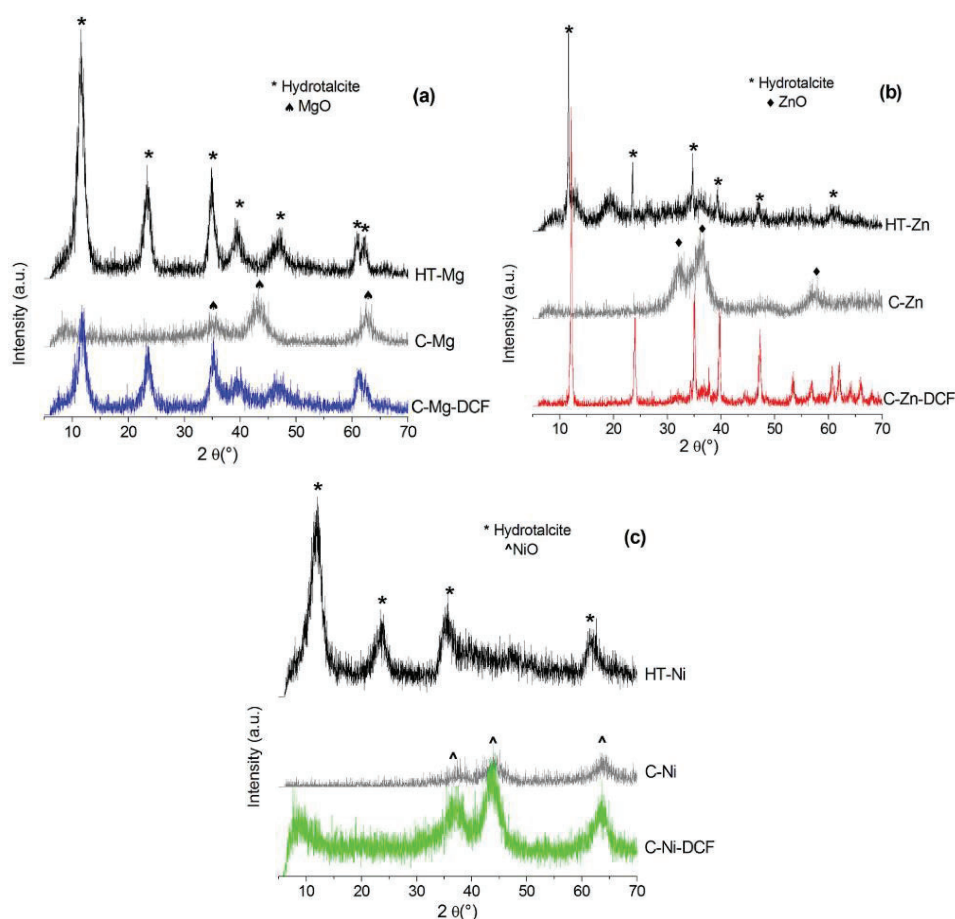 * Hydrotalcite
♠ MgO
(a)
* * * * * * *
HT-Mg
♠ ♠ ♠
C-Mg
C-Mg-DCF
Intensity (a.u.)
10 20 30 40 50 60 70
2 θ(°)
* Hydrotalcite
♦ ZnO
(b)
* * * * * *
HT-Zn
♦ ♦ ♦
C-Zn
C-Zn-DCF
Intensity (a.u.)
10 20 30 40 50 60 70
2 θ(°)
* Hydrotalcite
^NiO
(c)
* * * *
HT-Ni
^ ^ ^
C-Ni
C-Ni-DCF
Intensity (a.u.)
10 20 30 40 50 60 70
2 θ(°)